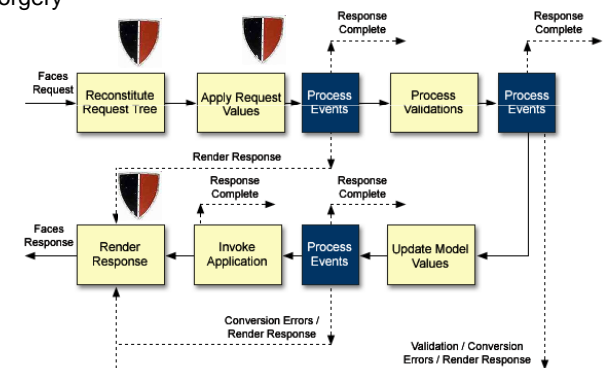 orgery
Response
Complete
Response
Complete
Faces
Request
Reconstitute
Request Tree
Apply Request
Values
Process
Events
Process
Validations
Process
Events
Render Response
Response
Complete
Response
Complete
Faces
Response
Render
Response
Invoke
Application
Process
Events
Update Model
Values
Conversion Errors /
Render Response
Validation / Conversion
Errors / Render Response